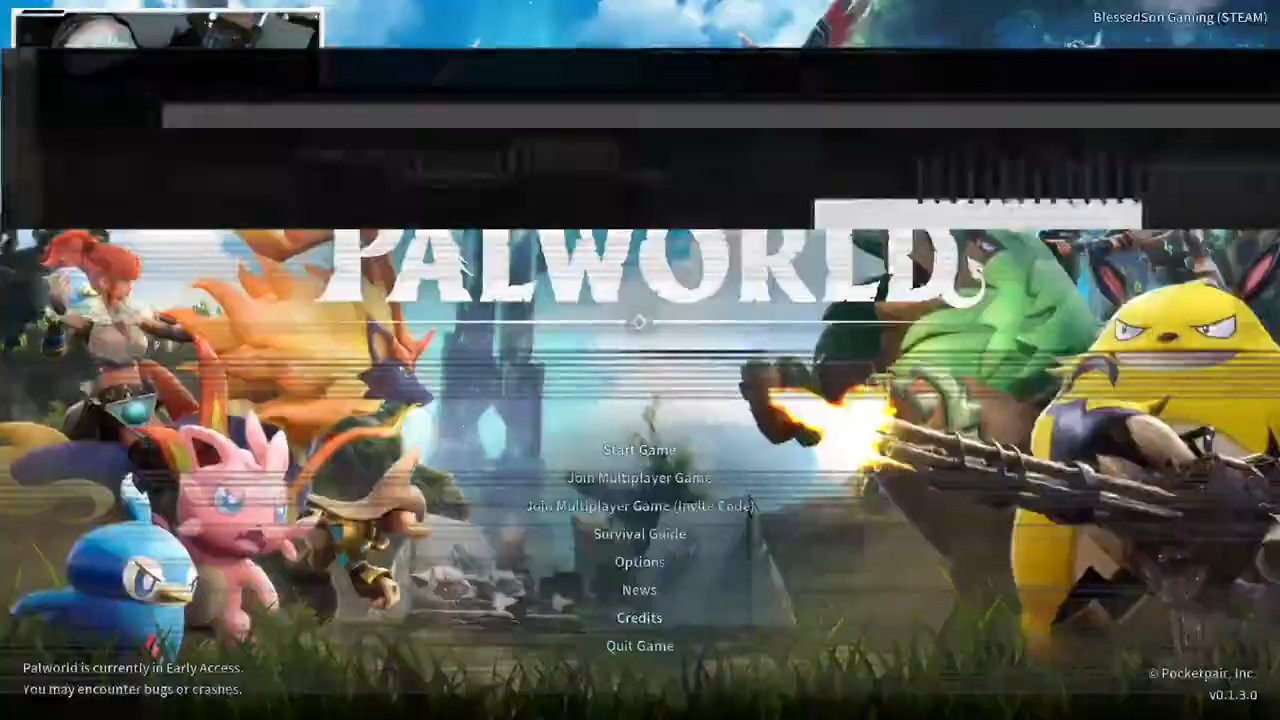 BlessedSon Gaming (STEAM)
PALWORLD
Start Game
Join Multiplayer Game
Join Multiplayer Game (Invite Code)
Survival Guide
Options
News
Credits
Quit Game
Palworld is currently in Early Access.
You may encounter bugs or crashes.
© Pocketpair, Inc.
v0.1.3.0